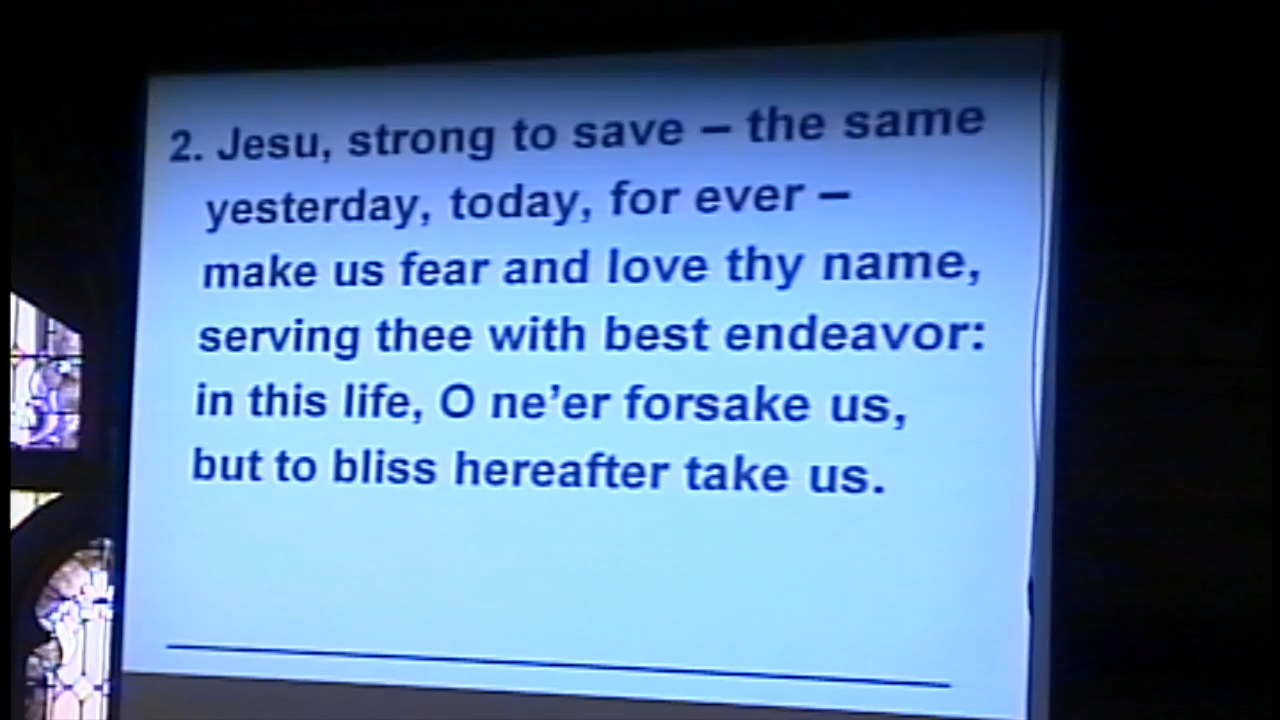 2. Jesu, strong to save – the same
yesterday, today, for ever –
make us fear and love thy name,
serving thee with best endeavor:
in this life, O ne’er forsake us,
but to bliss hereafter take us.